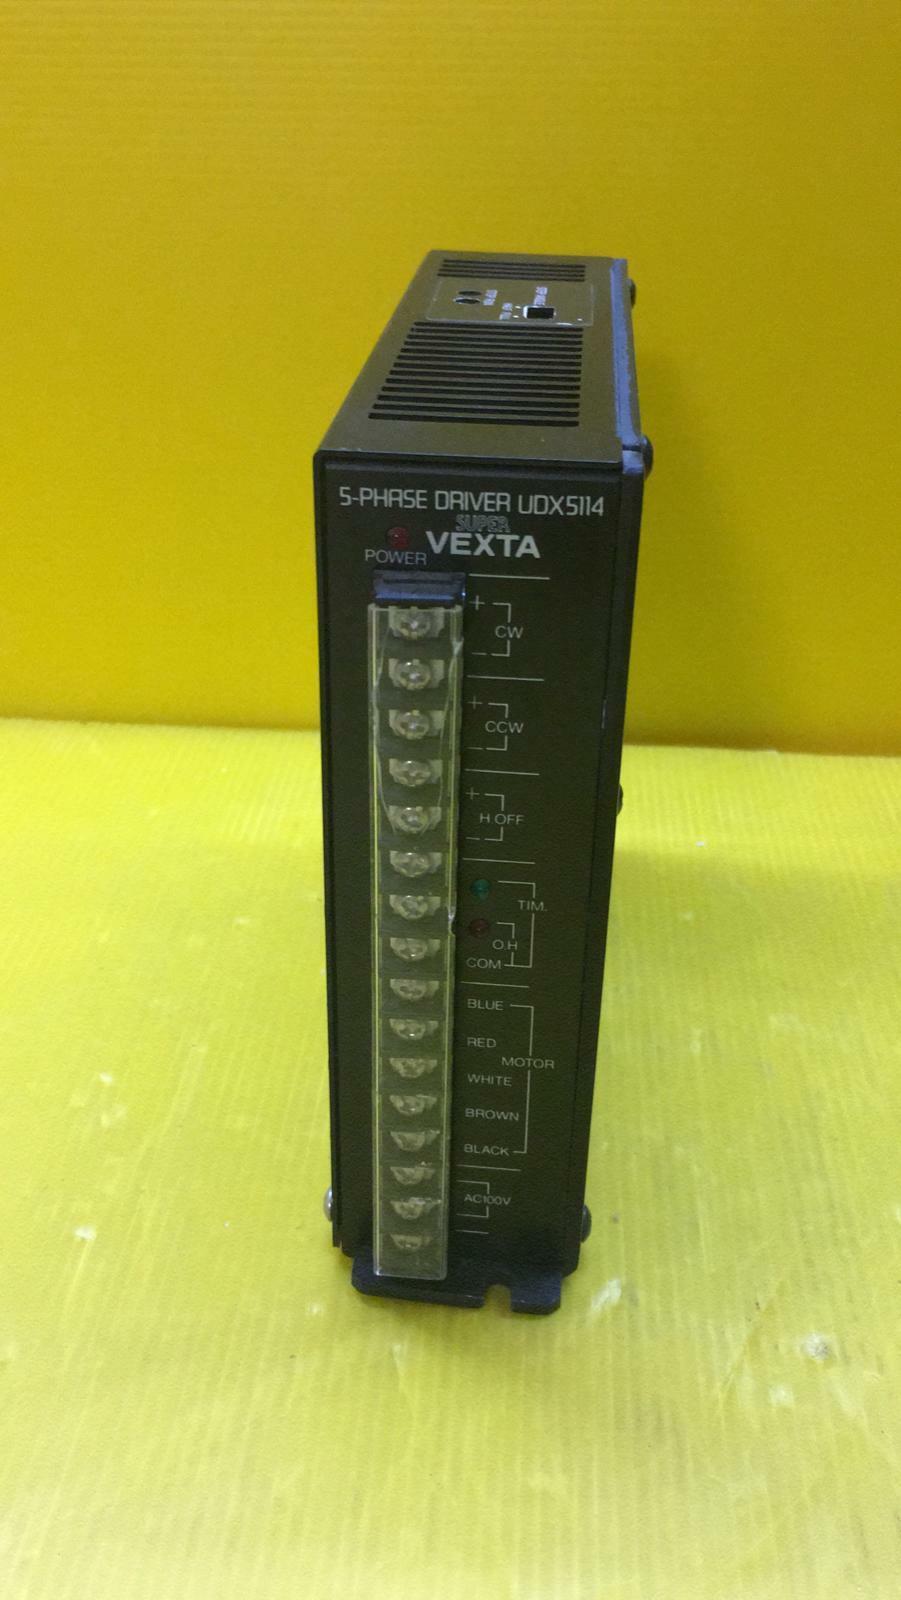 5-PHASE DRIVER UDX5114
SUPER
VEXTA
POWER
+
CW
−
+
CCW
−
+
H OFF
−
TIM.
O.H
COM
BLUE
RED
MOTOR
WHITE
BROWN
BLACK
AC100V